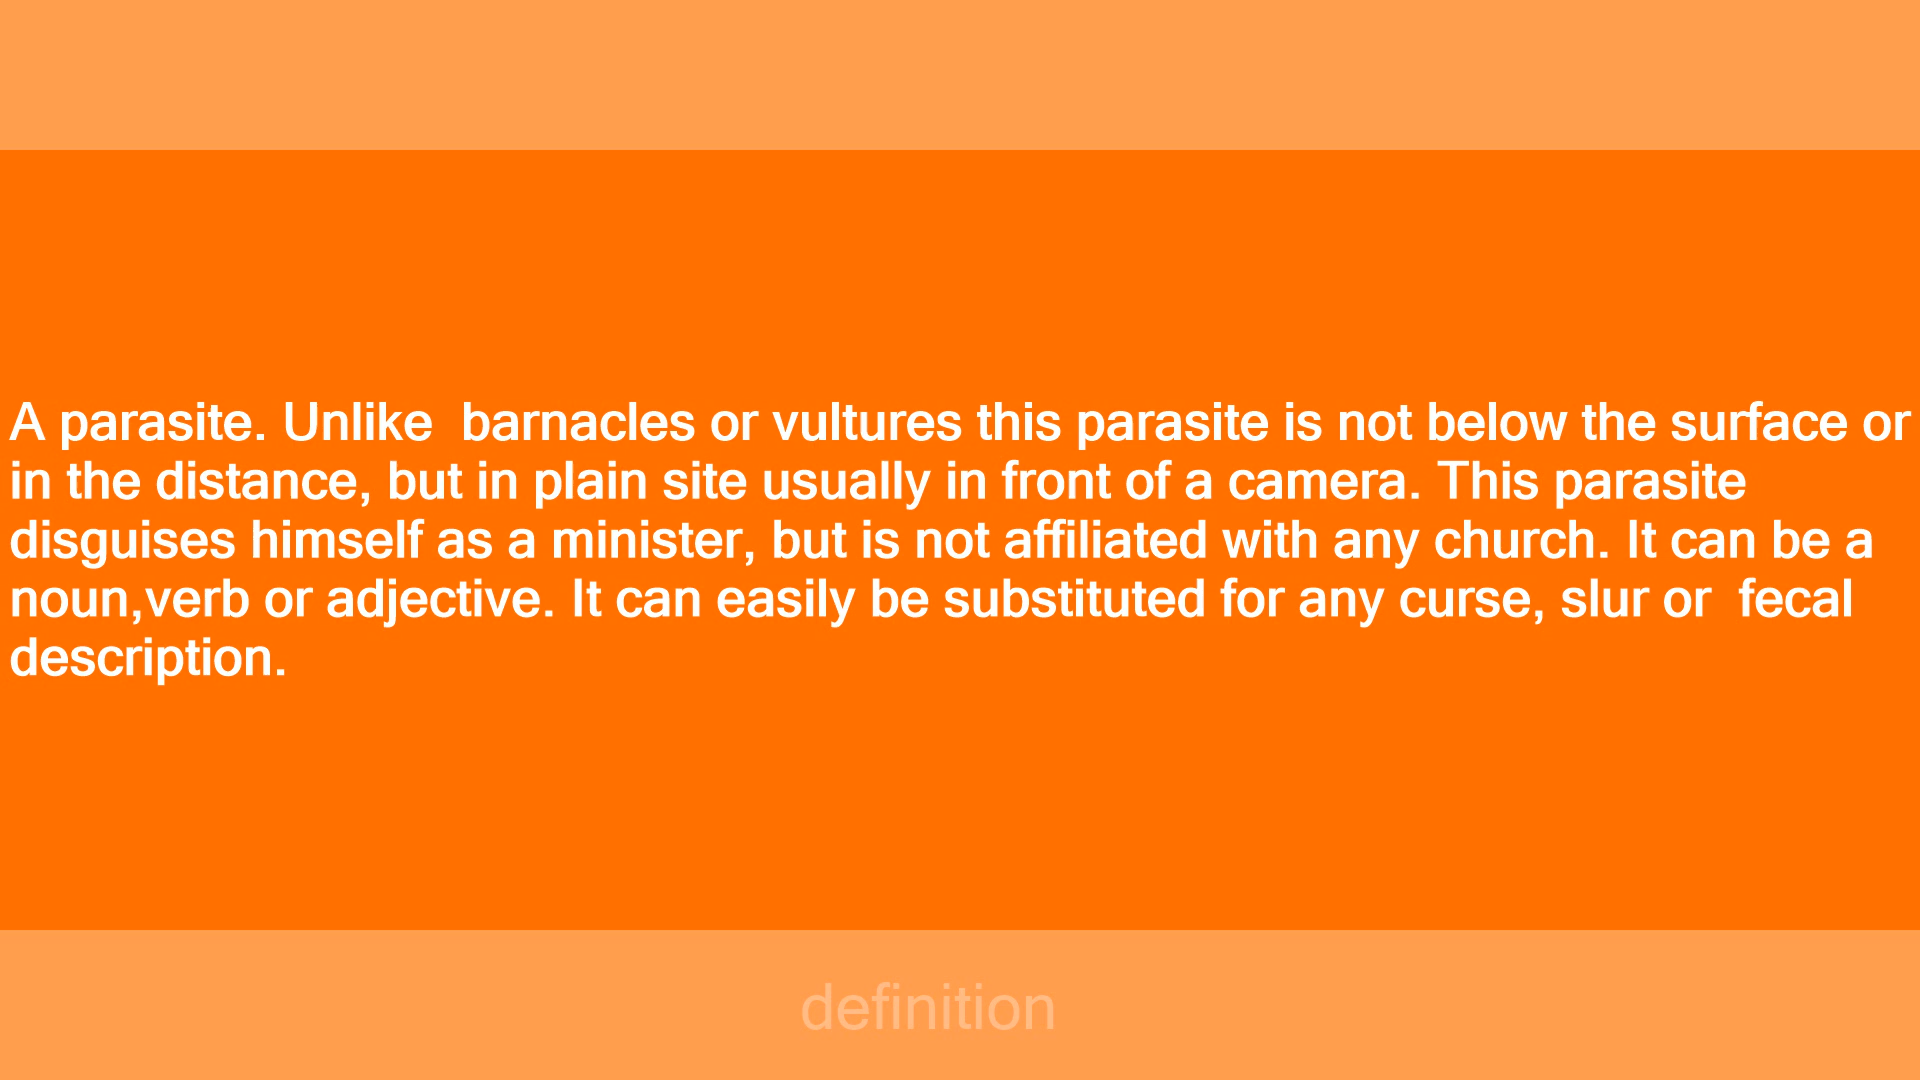 A parasite. Unlike  barnacles or vultures this parasite is not below the surface or
in the distance, but in plain site usually in front of a camera. This parasite
disguises himself as a minister, but is not affiliated with any church. It can be a
noun,verb or adjective. It can easily be substituted for any curse, slur or  fecal
description.
definition